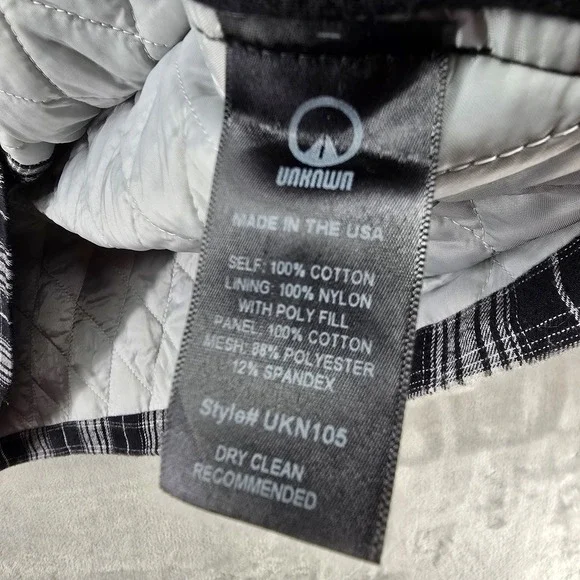 UNKNWN
MADE IN THE USA
SELF: 100% COTTON
LINING: 100% NYLON
WITH POLY FILL
PANEL: 100% COTTON
MESH: 88% POLYESTER
12% SPANDEX
Style# UKN105
DRY CLEAN
RECOMMENDED